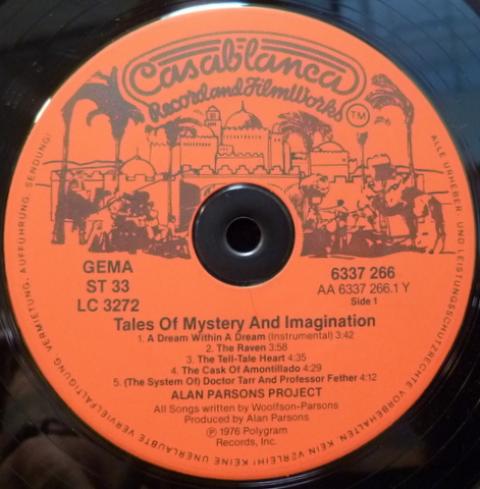 Casablanca
Record and FilmWorks
TM
GEMA
ST 33
LC 3272
6337 266
AA 6337 266.1 Y
Side 1
Tales Of Mystery And Imagination
1. A Dream Within A Dream (Instrumental) 3:42
2. The Raven 3:58
3. The Tell-Tale Heart 4:35
4. The Cask Of Amontillado 4:29
5. (The System Of) Doctor Tarr And Professor Fether 4:12
ALAN PARSONS PROJECT
All Songs written by Woolfson-Parsons
Produced by Alan Parsons
℗ 1976 Polygram
Records, Inc.
ALLE URHEBER- UND LEISTUNGSSCHUTZRECHTE VORBEHALTEN KEIN VERLEIH! KEINE UNERLAUBTE VERVIELFÄLTIGUNG, VERMIETUNG, AUFFÜHRUNG, SENDUNG!